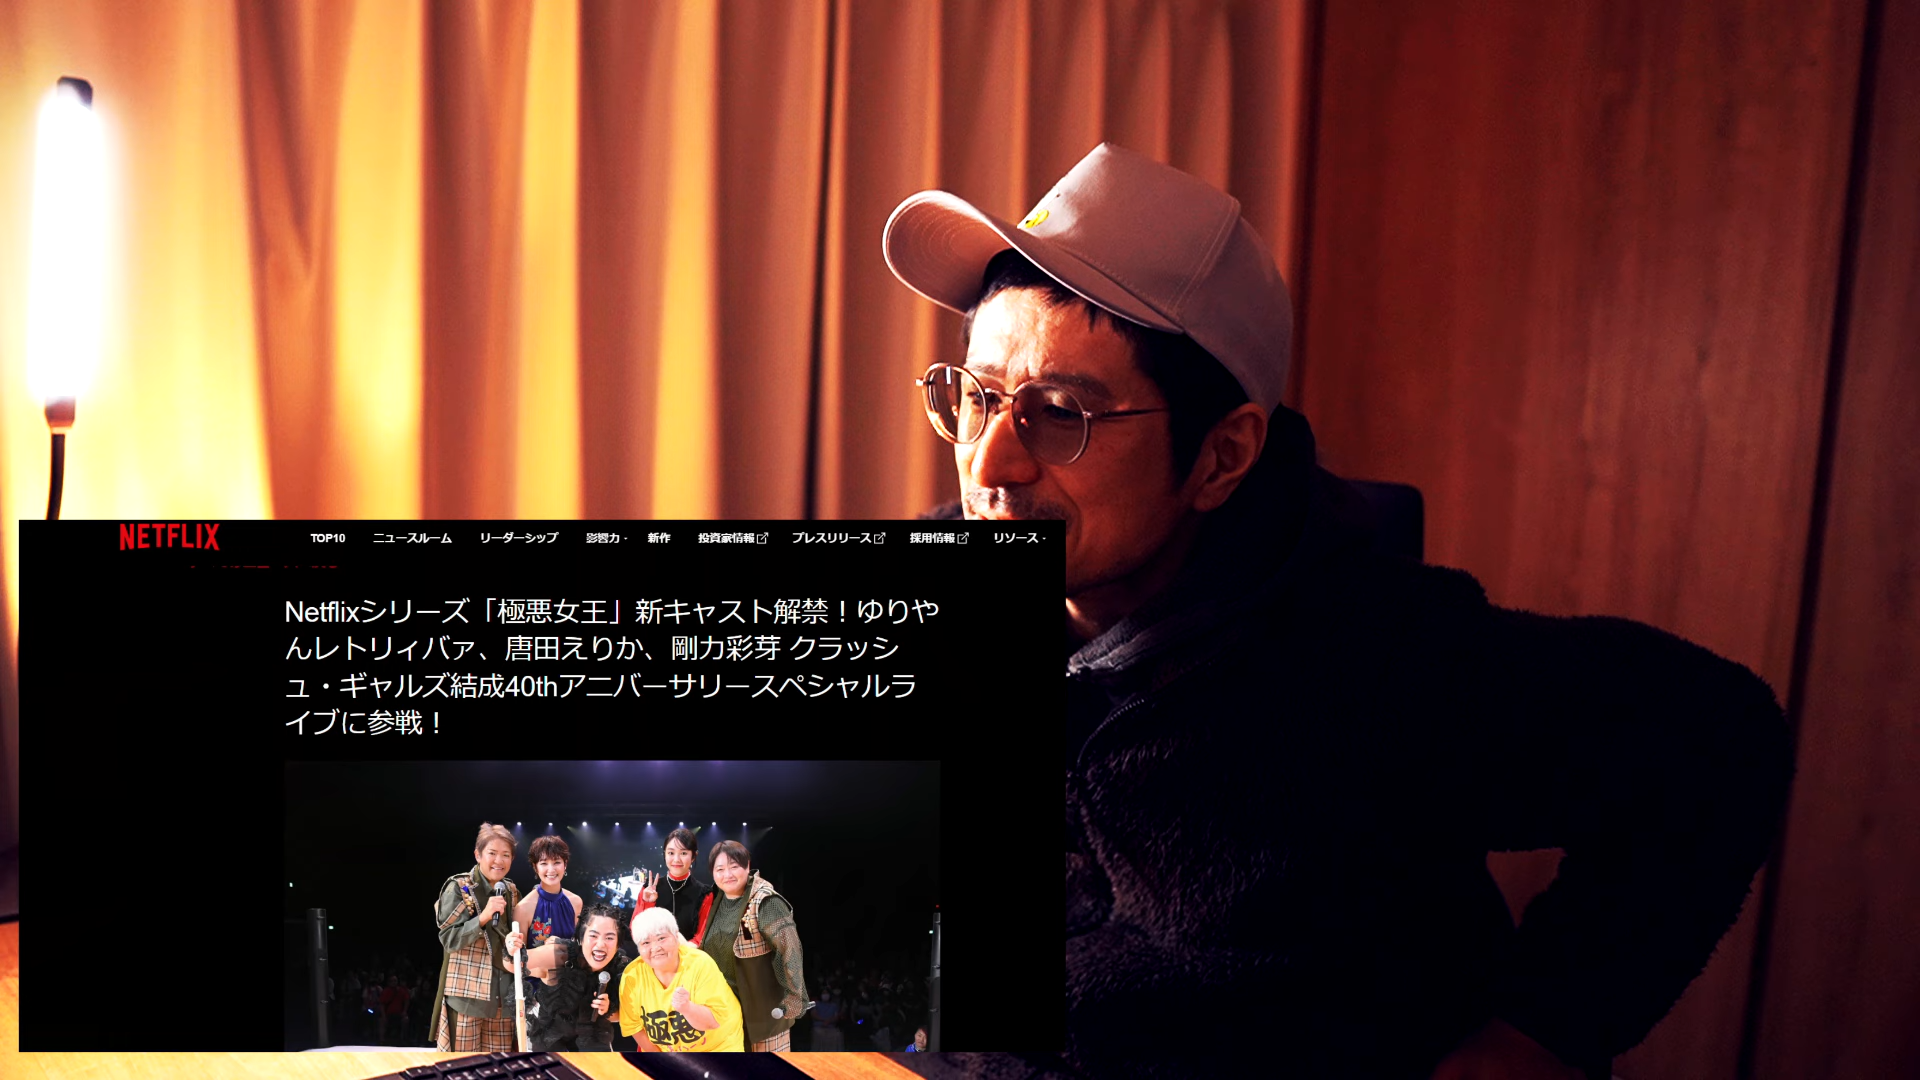 NETFLIX
TOP10 ニュースルーム リーダーシップ 影響力 新作 投資家情報 プレスリリース 採用情報 リソース
Netflixシリーズ「極悪女王」新キャスト解禁！ゆりや
んレトリィバァ、唐田えりか、剛力彩芽 クラッシ
ュ・ギャルズ結成40thアニバーサリースペシャルラ
イブに参戦！
極悪